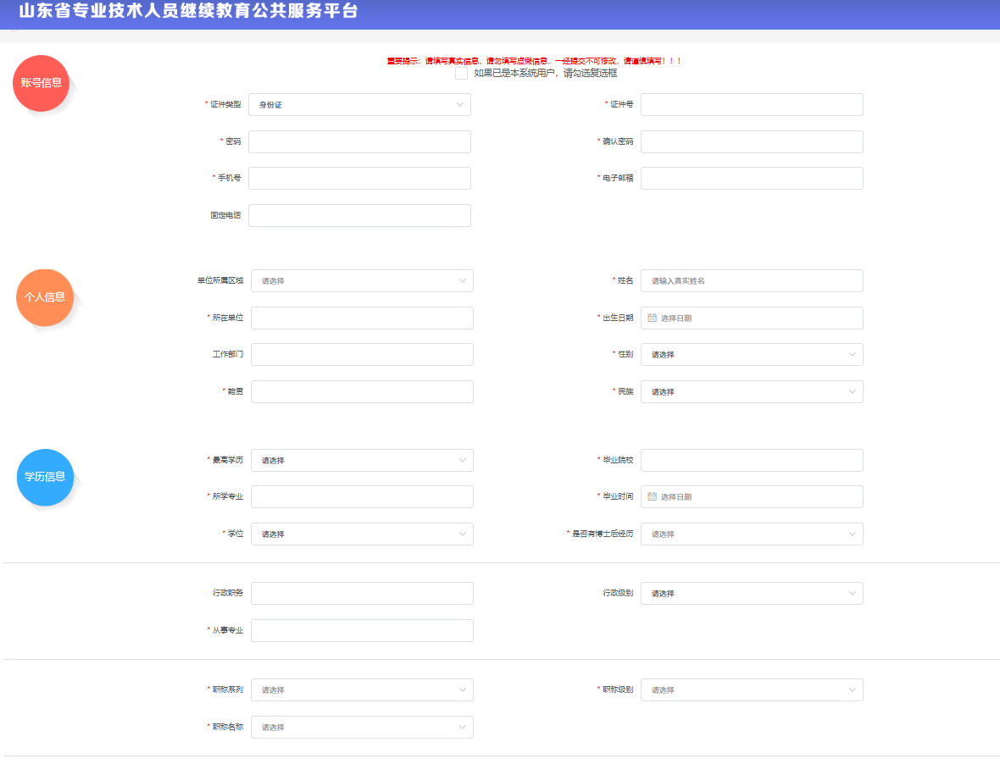 山东省专业技术人员继续教育公共服务平台
账号信息
重要提示：请填写真实信息，请勿填写虚假信息，一经提交不可修改，请谨慎填写！！！
如果已是本系统用户，请勾选复选框
* 证件类型 身份证 * 证件号
* 密码 * 确认密码
* 手机号 * 电子邮箱
固定电话
个人信息
单位所属区域 请选择 * 姓名 请输入真实姓名
* 所在单位 * 出生日期 选择日期
工作部门 * 性别 请选择
* 籍贯 * 民族 请选择
学历信息
* 最高学历 请选择 * 毕业院校
* 所学专业 * 毕业时间 选择日期
* 学位 请选择 * 是否有博士后经历 请选择
行政职务 行政级别 请选择
* 从事专业
* 职称系列 请选择 * 职称级别 请选择
* 职称名称 请选择